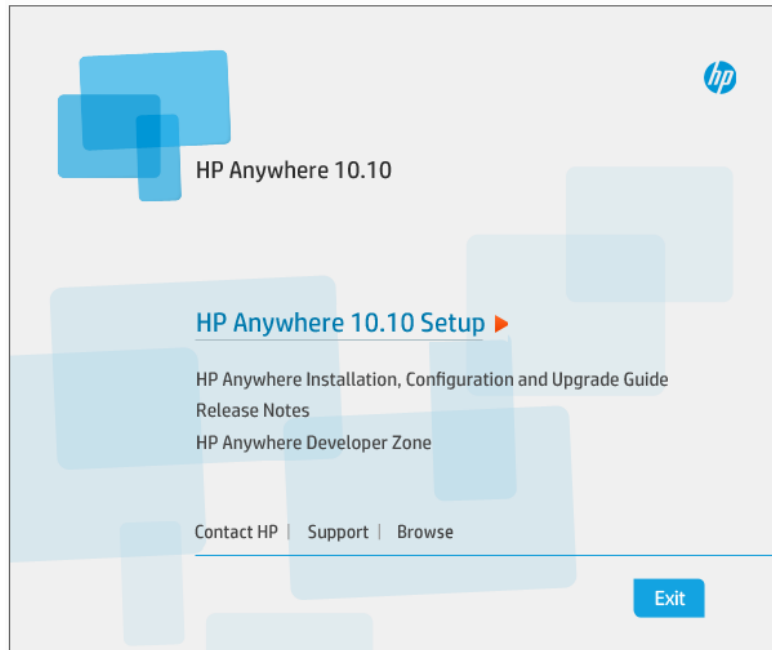 hp
HP Anywhere 10.10
HP Anywhere 10.10 Setup
HP Anywhere Installation, Configuration and Upgrade Guide
Release Notes
HP Anywhere Developer Zone
Contact HP | Support | Browse
Exit